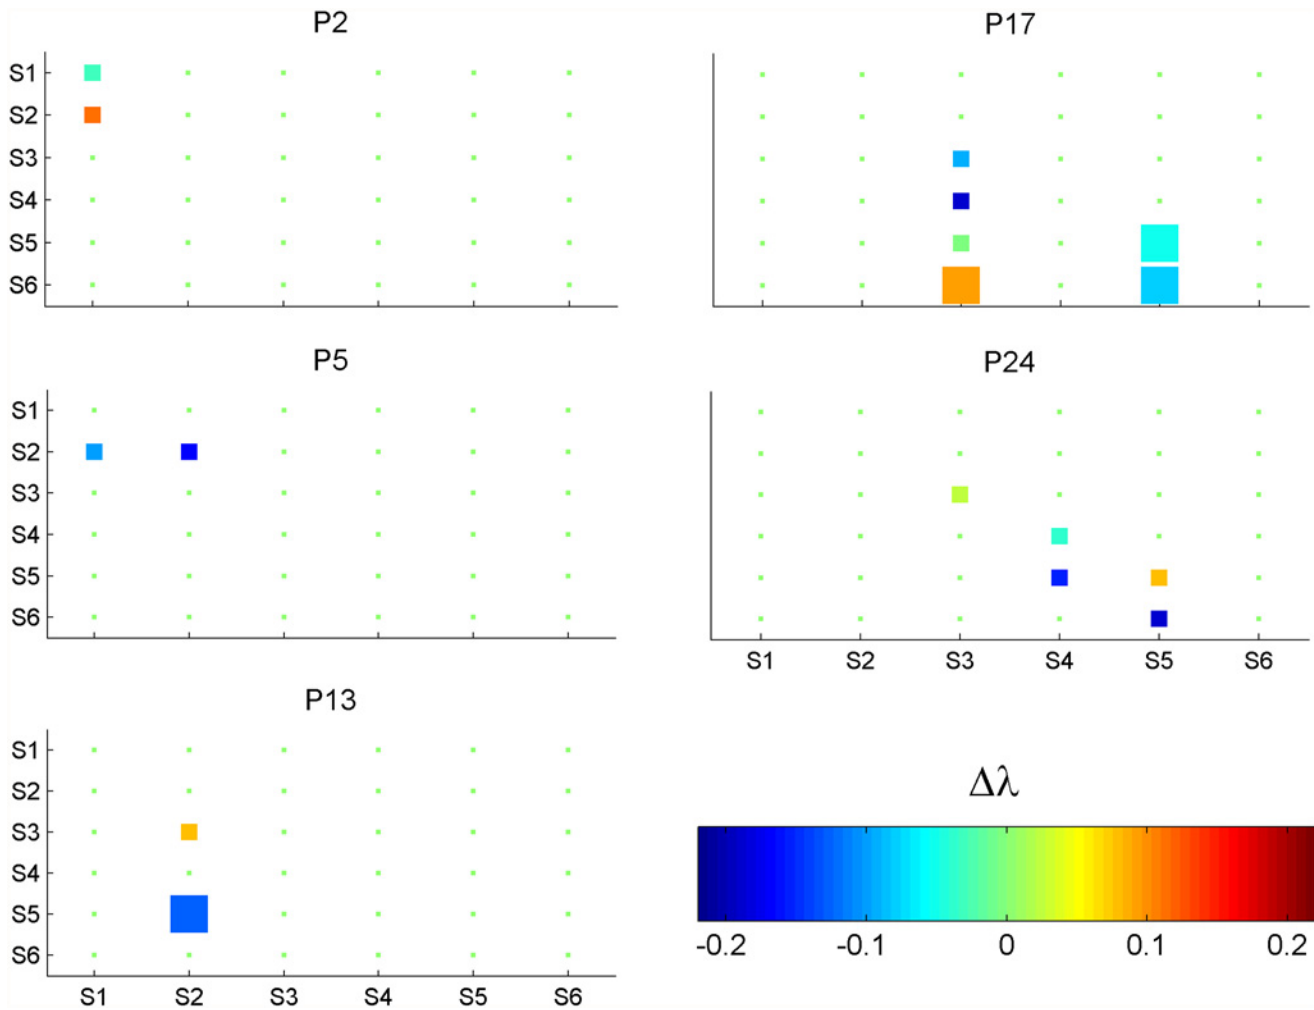 P2
S1
S2
S3
S4
S5
S6
P17
P5
S1
S2
S3
S4
S5
S6
P24
S1 S2 S3 S4 S5 S6
P13
S1
S2
S3
S4
S5
S6
S1 S2 S3 S4 S5 S6
Δλ
-0.2 -0.1 0 0.1 0.2